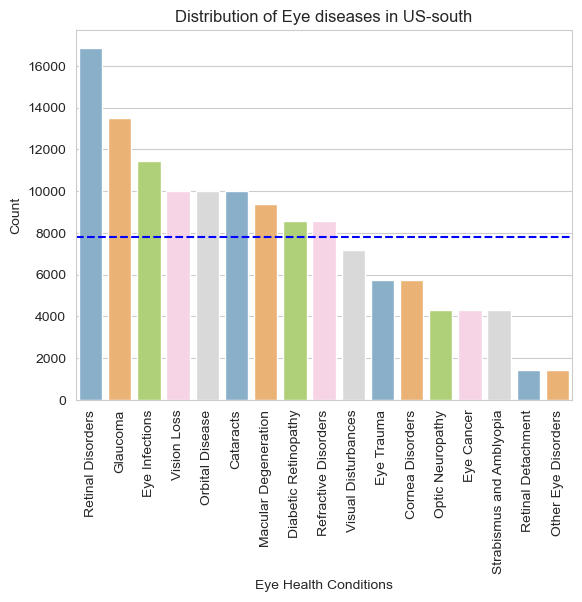 Distribution of Eye diseases in US-south
Count
16000
14000
12000
10000
8000
6000
4000
2000
0
Retinal Disorders
Glaucoma
Eye Infections
Vision Loss
Orbital Disease
Cataracts
Macular Degeneration
Diabetic Retinopathy
Refractive Disorders
Visual Disturbances
Eye Trauma
Cornea Disorders
Optic Neuropathy
Eye Cancer
Strabismus and Amblyopia
Retinal Detachment
Other Eye Disorders
Eye Health Conditions